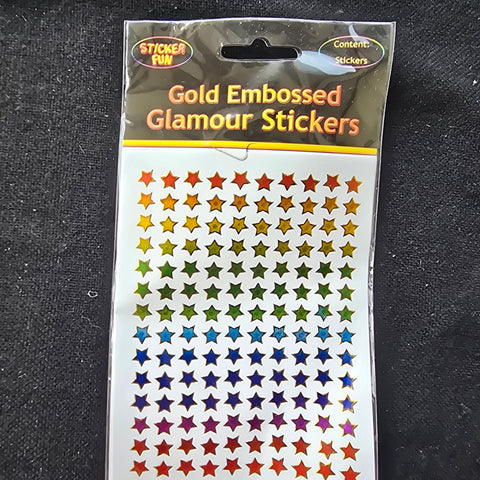 STICKER
FUN
Content:
Stickers
Gold Embossed
Glamour Stickers